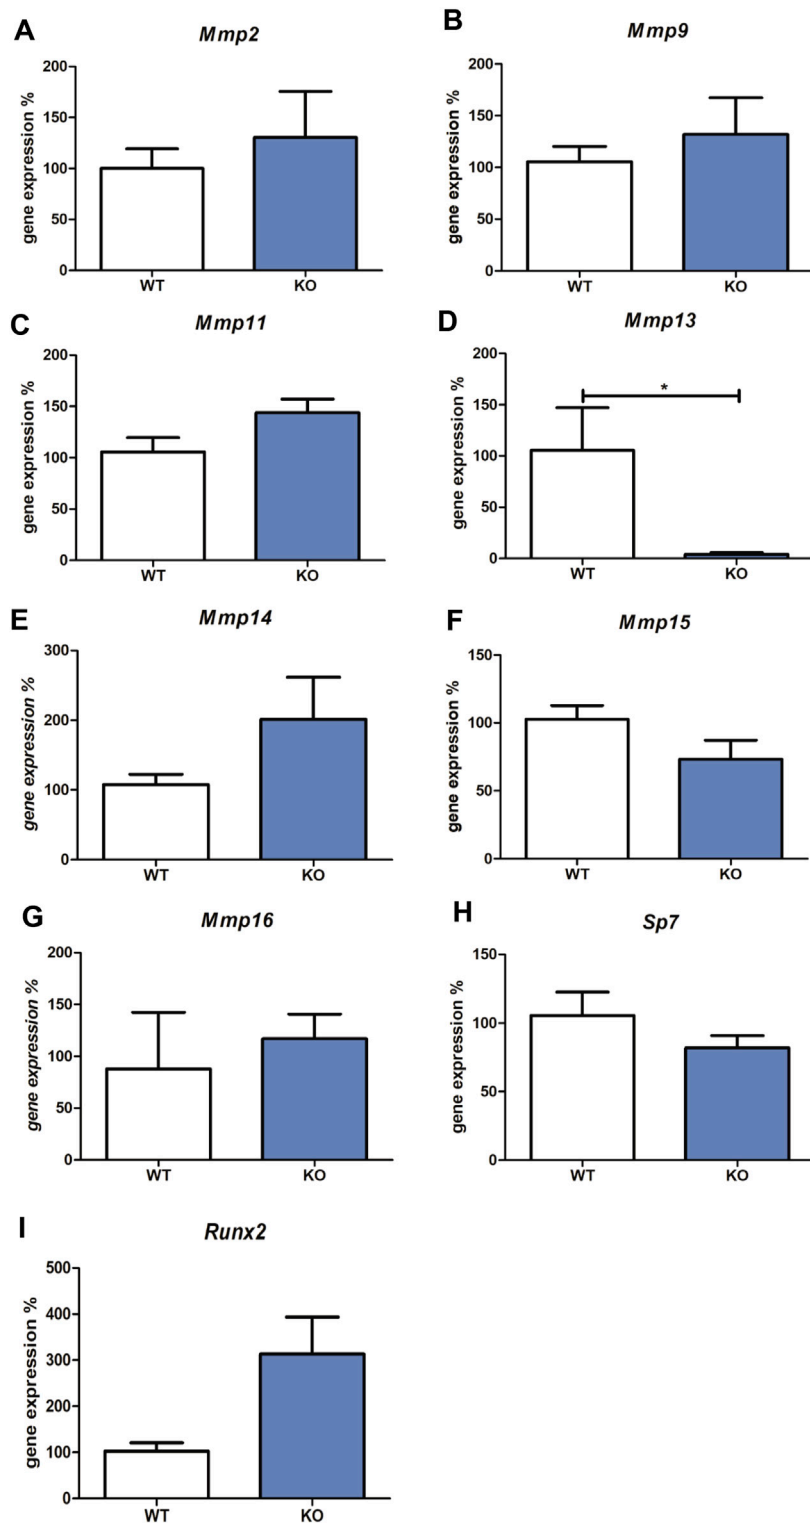 A
Mmp2
gene expression %
200
150
100
50
0
WT KO
B
Mmp9
gene expression %
200
150
100
50
0
WT KO
C
Mmp11
gene expression %
200
150
100
50
0
WT KO
D
Mmp13
gene expression %
200
150
100
50
0
*
WT KO
E
Mmp14
gene expression %
300
200
100
0
WT KO
F
Mmp15
gene expression %
150
100
50
0
WT KO
G
Mmp16
gene expression %
200
150
100
50
0
WT KO
H
Sp7
gene expression %
150
100
50
0
WT KO
I
Runx2
gene expression %
500
400
300
200
100
0
WT KO